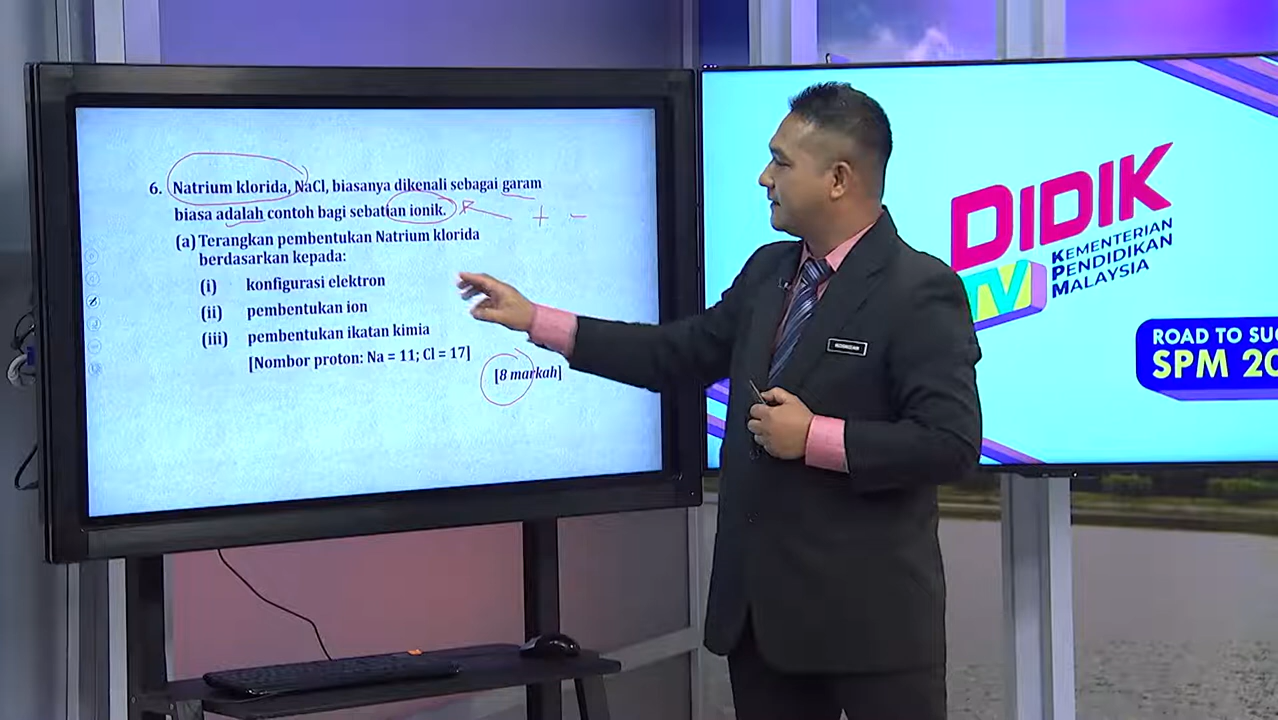 6. Natrium klorida, NaCl, biasanya dikenali sebagai garam
biasa adalah contoh bagi sebatian ionik.
+ -
(a) Terangkan pembentukan Natrium klorida
berdasarkan kepada:
(i) konfigurasi elektron
(ii) pembentukan ion
(iii) pembentukan ikatan kimia
[Nombor proton: Na = 11; Cl = 17]
[8 markah]
DIDIK
TV
KEMENTERIAN
PENDIDIKAN
MALAYSIA
ROAD TO SUC
SPM 20